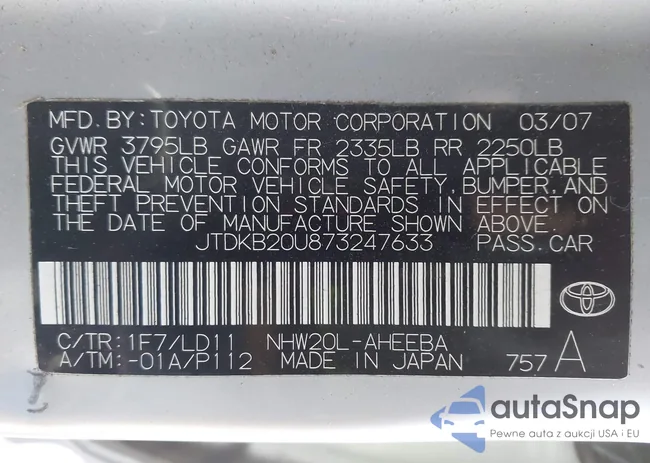 MFD. BY: TOYOTA MOTOR CORPORATION 03/07
GVWR 3795LB GAWR FR 2335LB RR 2250LB
THIS VEHICLE CONFORMS TO ALL APPLICABLE
FEDERAL MOTOR VEHICLE SAFETY, BUMPER, AND
THEFT PREVENTION STANDARDS IN EFFECT ON
THE DATE OF MANUFACTURE SHOWN ABOVE.
JTDKB20U873247633 PASS. CAR
C/TR: 1F7/LD11 NHW20L-AHEEBA
A/TM: -01A/P112 MADE IN JAPAN 757 A
autaSnap
Pewne auta z aukcji USA i EU